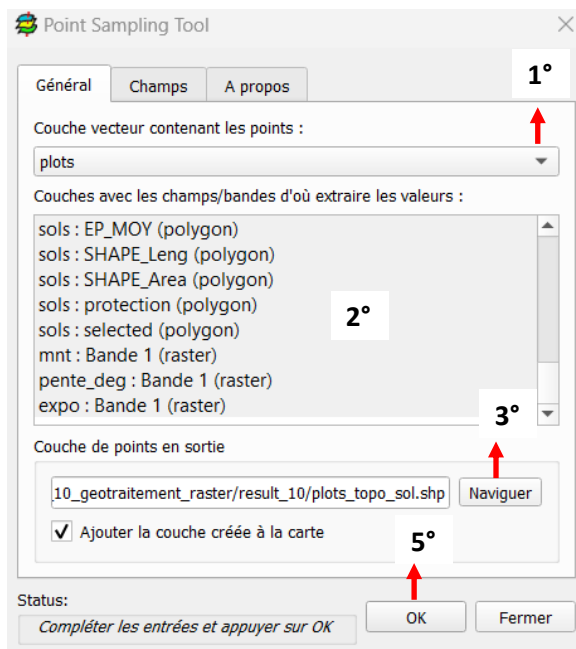 Point Sampling Tool
Général Champs A propos
1°
Couche vecteur contenant les points :
plots
Couches avec les champs/bandes d'où extraire les valeurs :
sols : EP_MOY (polygon)
sols : SHAPE_Leng (polygon)
sols : SHAPE_Area (polygon)
sols : protection (polygon)
2°
sols : selected (polygon)
mnt : Bande 1 (raster)
pente_deg : Bande 1 (raster)
expo : Bande 1 (raster)
3°
Couche de points en sortie
10_geotraitement_raster/result_10/plots_topo_sol.shp Naviguer
Ajouter la couche créée à la carte
5°
Status:
Compléter les entrées et appuyer sur OK OK Fermer